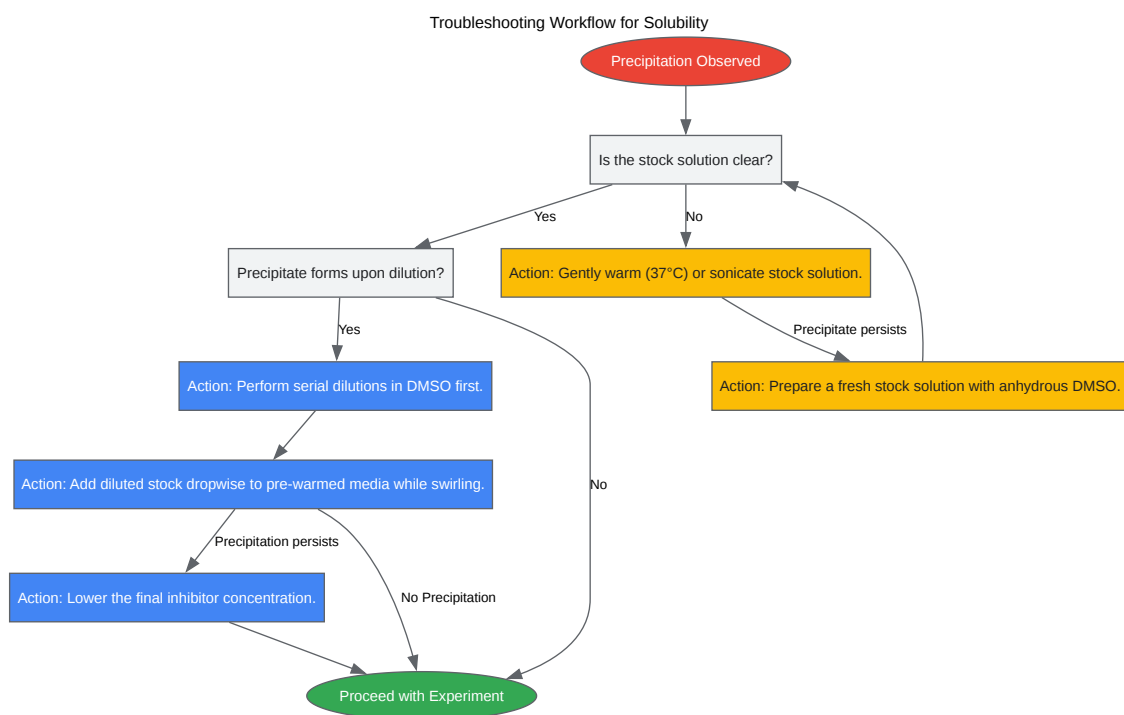 Troubleshooting Workflow for Solubility
Precipitation Observed
Is the stock solution clear?
Yes
No
Precipitate forms upon dilution?
Action: Gently warm (37°C) or sonicate stock solution.
Yes
Precipitate persists
Action: Perform serial dilutions in DMSO first.
Action: Prepare a fresh stock solution with anhydrous DMSO.
Action: Add diluted stock dropwise to pre-warmed media while swirling.
No
Precipitation persists
Action: Lower the final inhibitor concentration.
No Precipitation
Proceed with Experiment